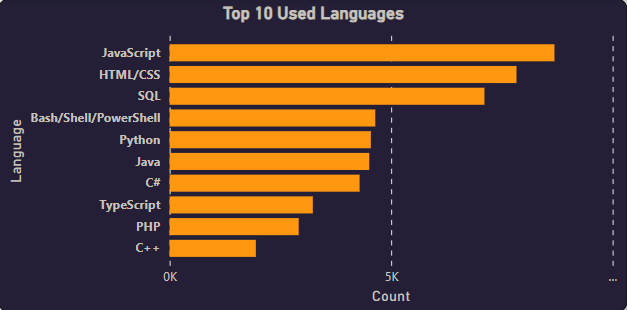 Top 10 Used Languages
Language
JavaScript
HTML/CSS
SQL
Bash/Shell/PowerShell
Python
Java
C#
TypeScript
PHP
C++
0K 5K ...
Count